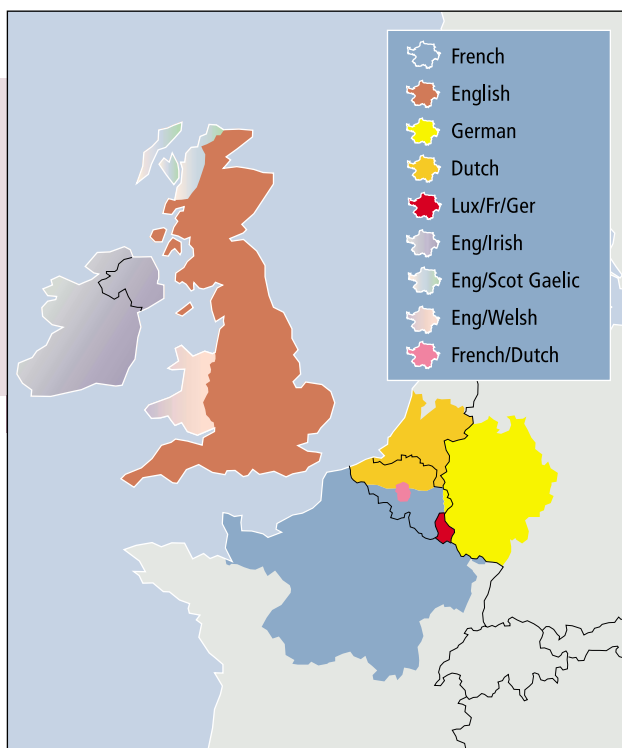 French
English
German
Dutch
Lux/Fr/Ger
Eng/Irish
Eng/Scot Gaelic
Eng/Welsh
French/Dutch